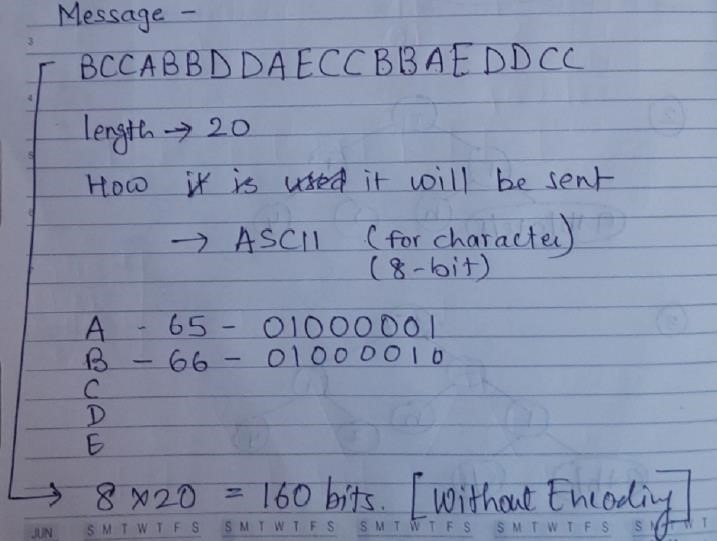 Message -
BCCABBDDAECCBBAEDDCC
length → 20
How it is used it will be sent
→ ASCII (for character)
(8-bit)
A - 65 - 01000001
B - 66 - 01000010
C
D
E
→ 8 × 20 = 160 bits. [Without Encoding]
JUN S M T W T F S S M T W T F S S M T W T F S S M T W T F S S M T W T